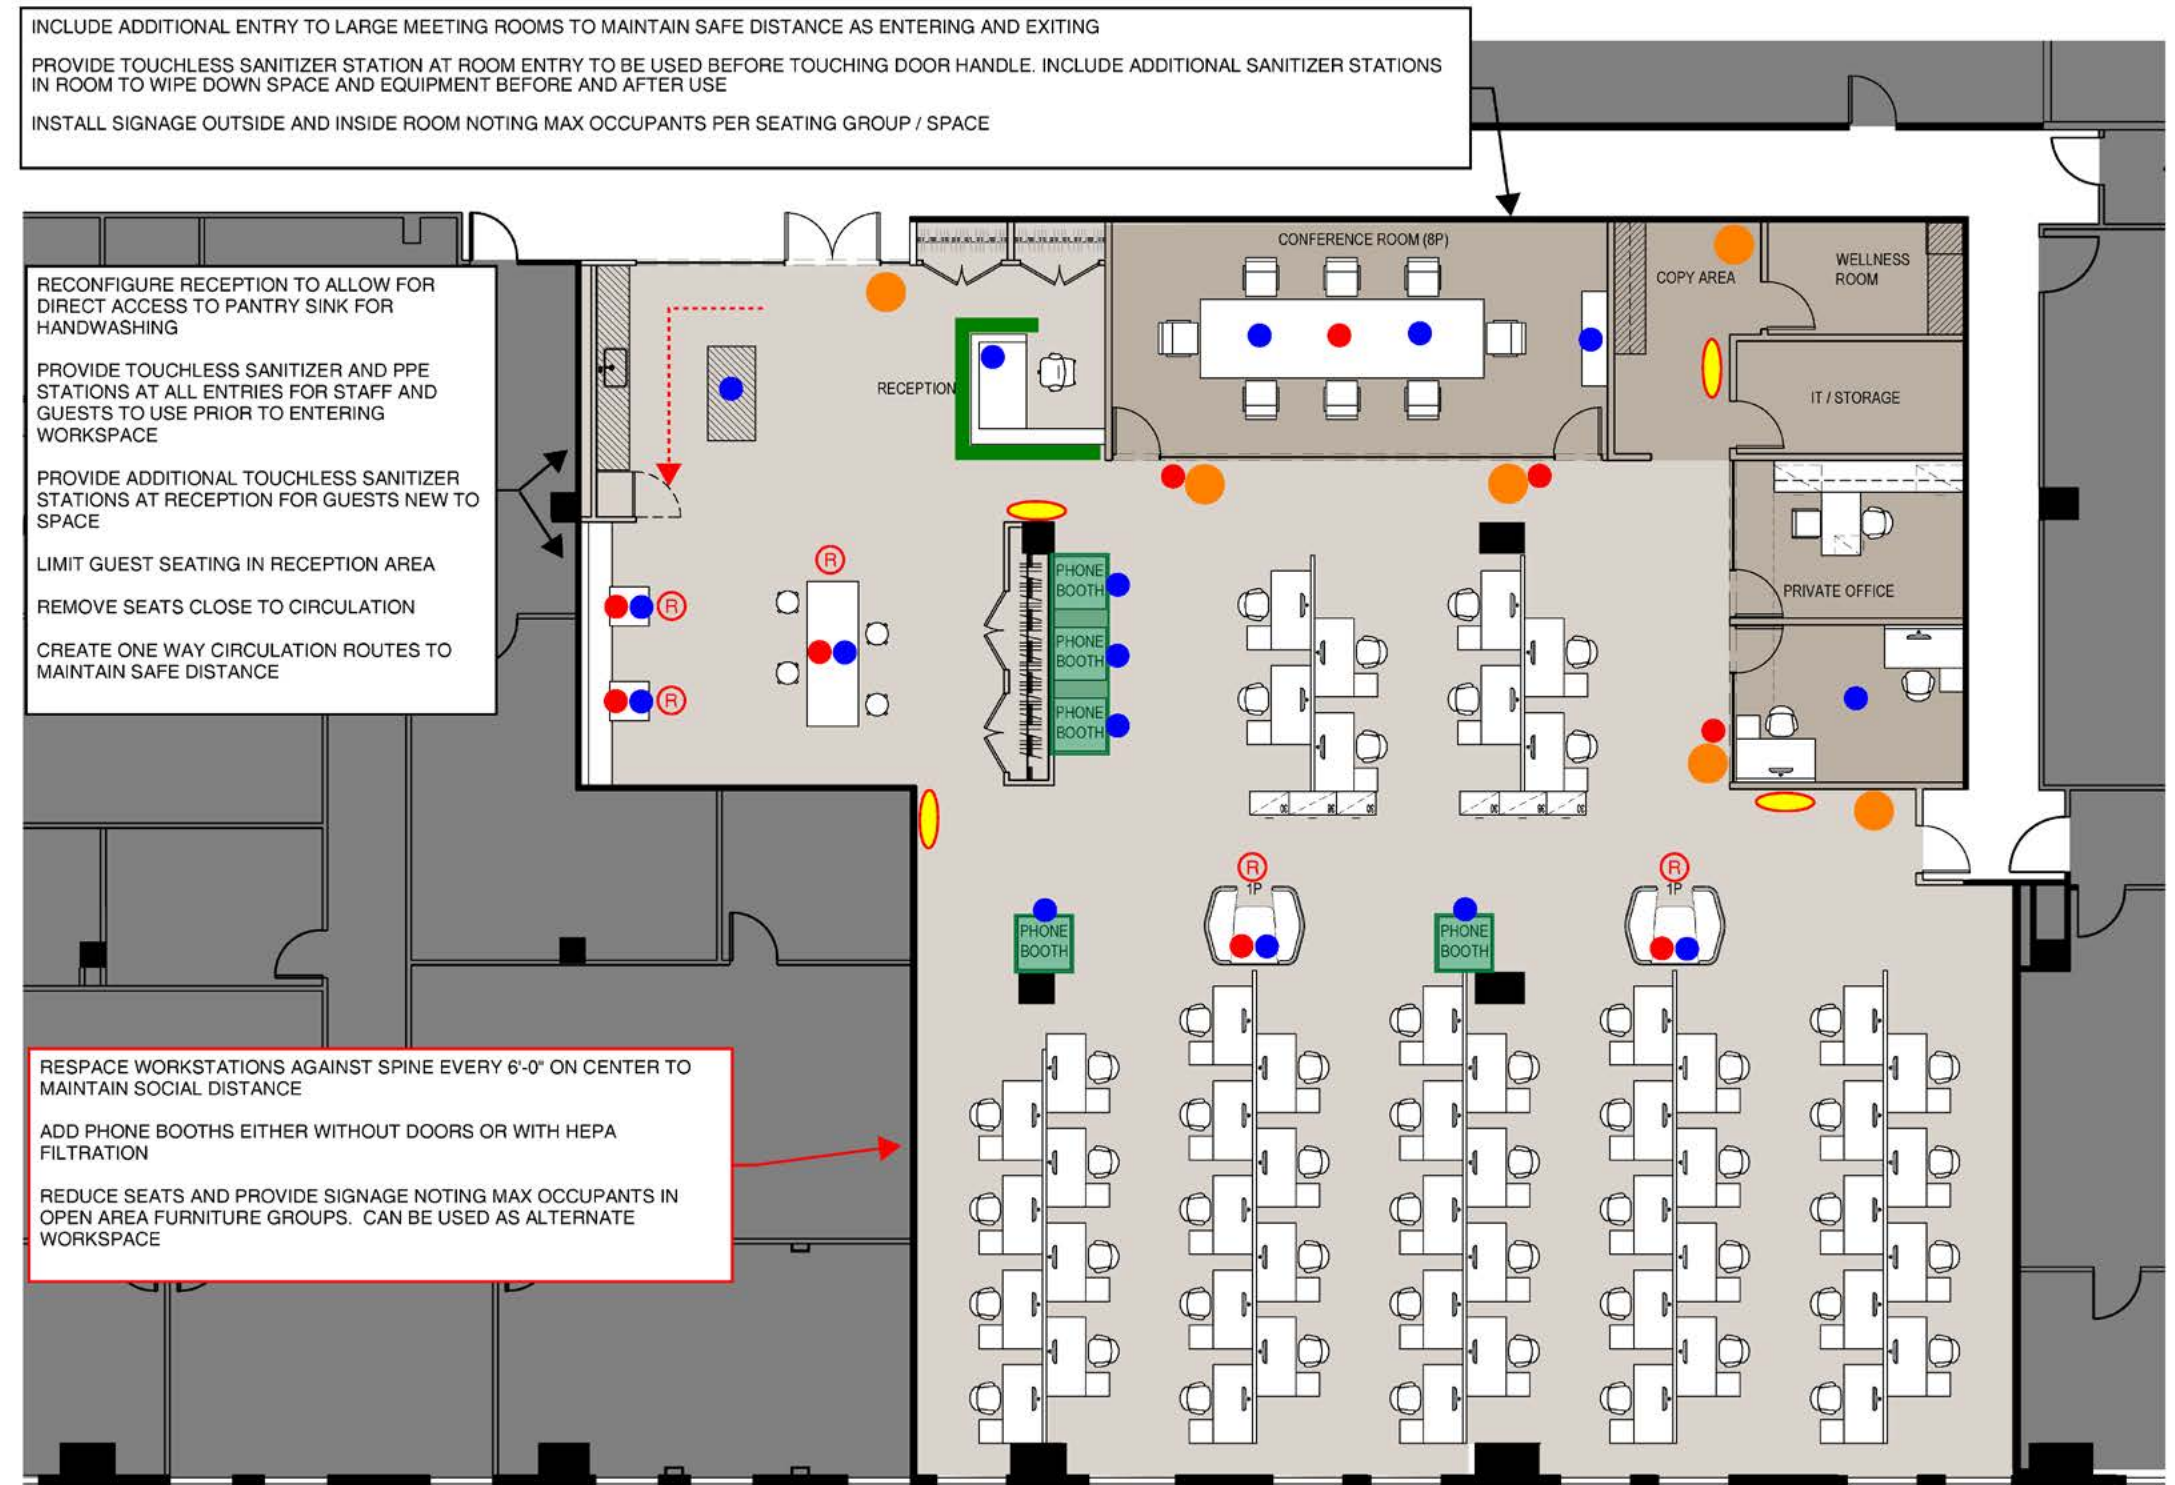 INCLUDE ADDITIONAL ENTRY TO LARGE MEETING ROOMS TO MAINTAIN SAFE DISTANCE AS ENTERING AND EXITING
PROVIDE TOUCHLESS SANITIZER STATION AT ROOM ENTRY TO BE USED BEFORE TOUCHING DOOR HANDLE. INCLUDE ADDITIONAL SANITIZER STATIONS
IN ROOM TO WIPE DOWN SPACE AND EQUIPMENT BEFORE AND AFTER USE
INSTALL SIGNAGE OUTSIDE AND INSIDE ROOM NOTING MAX OCCUPANTS PER SEATING GROUP / SPACE
RECONFIGURE RECEPTION TO ALLOW FOR
DIRECT ACCESS TO PANTRY SINK FOR
HANDWASHING
PROVIDE TOUCHLESS SANITIZER AND PPE
STATIONS AT ALL ENTRIES FOR STAFF AND
GUESTS TO USE PRIOR TO ENTERING
WORKSPACE
PROVIDE ADDITIONAL TOUCHLESS SANITIZER
STATIONS AT RECEPTION FOR GUESTS NEW TO
SPACE
LIMIT GUEST SEATING IN RECEPTION AREA
REMOVE SEATS CLOSE TO CIRCULATION
CREATE ONE WAY CIRCULATION ROUTES TO
MAINTAIN SAFE DISTANCE
RECEPTION
CONFERENCE ROOM (8P)
COPY AREA
WELLNESS
ROOM
IT / STORAGE
PRIVATE OFFICE
R
R
R
PHONE
BOOTH
PHONE
BOOTH
PHONE
BOOTH
R
1P
R
1P
PHONE
BOOTH
PHONE
BOOTH
RESPACE WORKSTATIONS AGAINST SPINE EVERY 6'-0" ON CENTER TO
MAINTAIN SOCIAL DISTANCE
ADD PHONE BOOTHS EITHER WITHOUT DOORS OR WITH HEPA
FILTRATION
REDUCE SEATS AND PROVIDE SIGNAGE NOTING MAX OCCUPANTS IN
OPEN AREA FURNITURE GROUPS.  CAN BE USED AS ALTERNATE
WORKSPACE